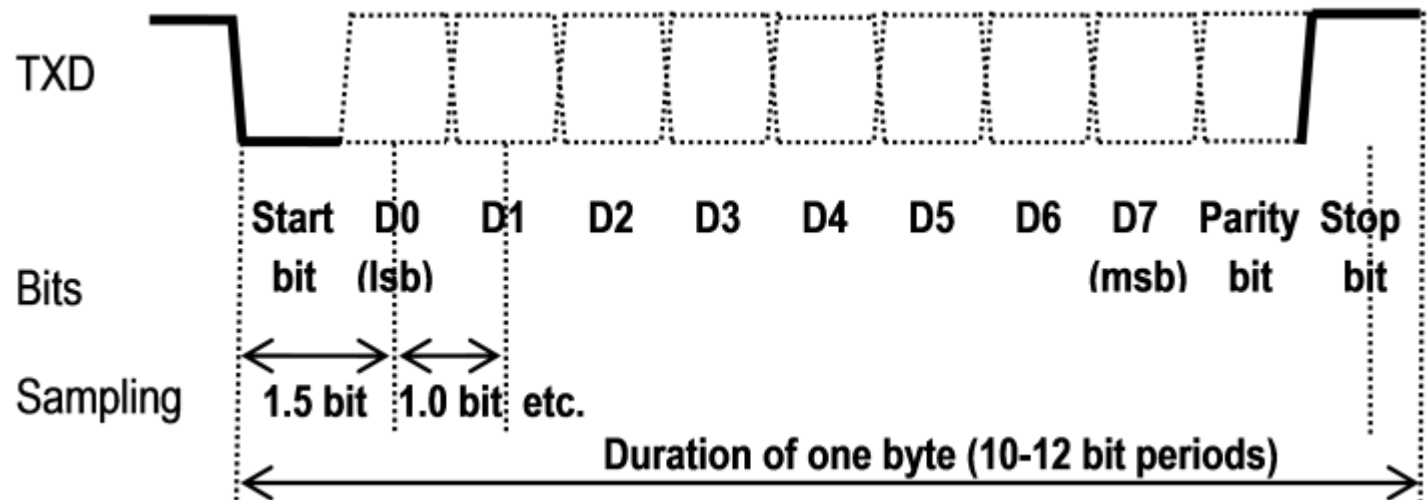 TXD
Start D0 D1 D2 D3 D4 D5 D6 D7 Parity Stop
bit (lsb) (msb) bit bit
Bits
Sampling 1.5 bit 1.0 bit etc.
Duration of one byte (10-12 bit periods)